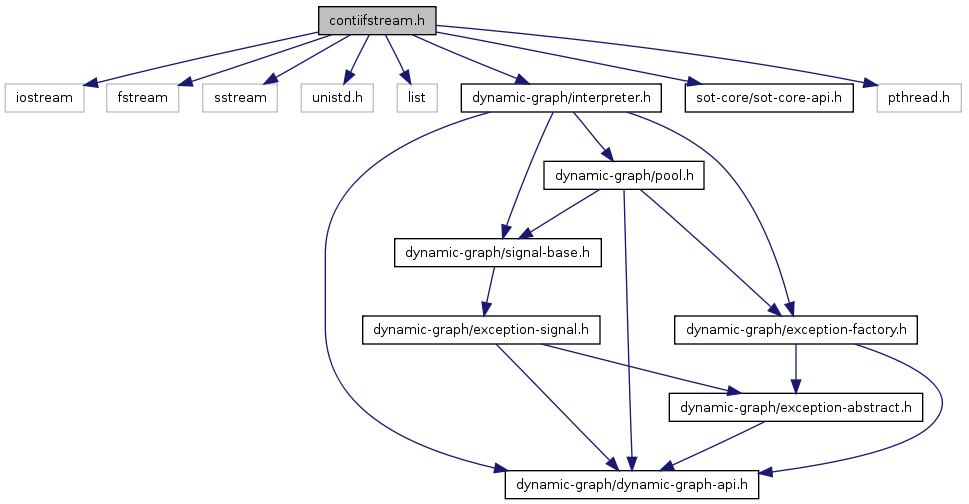 contiifstream.h
iostream
fstream
sstream
unistd.h
list
dynamic-graph/interpreter.h
sot-core/sot-core-api.h
pthread.h
dynamic-graph/pool.h
dynamic-graph/signal-base.h
dynamic-graph/exception-signal.h
dynamic-graph/exception-factory.h
dynamic-graph/exception-abstract.h
dynamic-graph/dynamic-graph-api.h